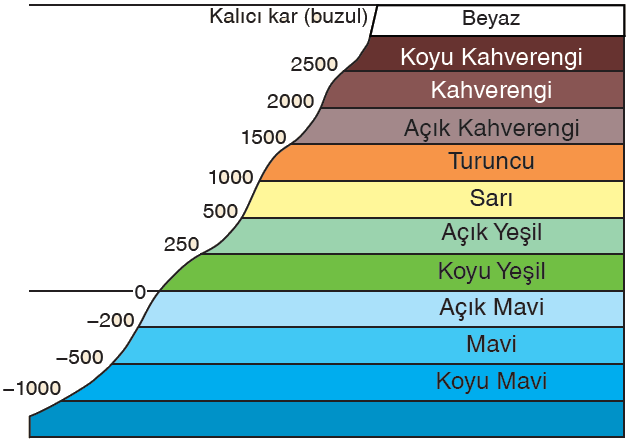 Kalıcı kar (buzul) Beyaz
Koyu Kahverengi
2500
Kahverengi
2000
Açık Kahverengi
1500
Turuncu
1000
Sarı
500
Açık Yeşil
250
Koyu Yeşil
0
Açık Mavi
−200
Mavi
−500
Koyu Mavi
−1000